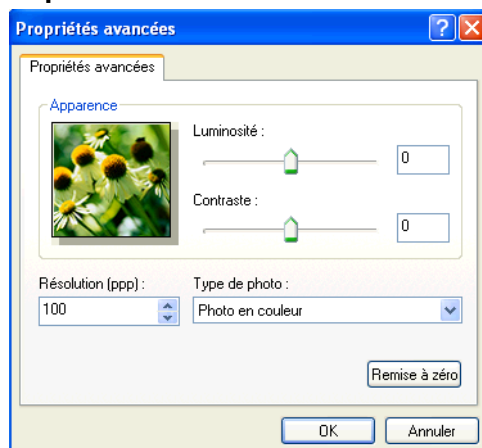 Propriétés avancées
Propriétés avancées
Apparence
Luminosité :
0
Contraste :
0
Résolution (ppp) :
Type de photo :
100
Photo en couleur
Remise à zéro
OK
Annuler